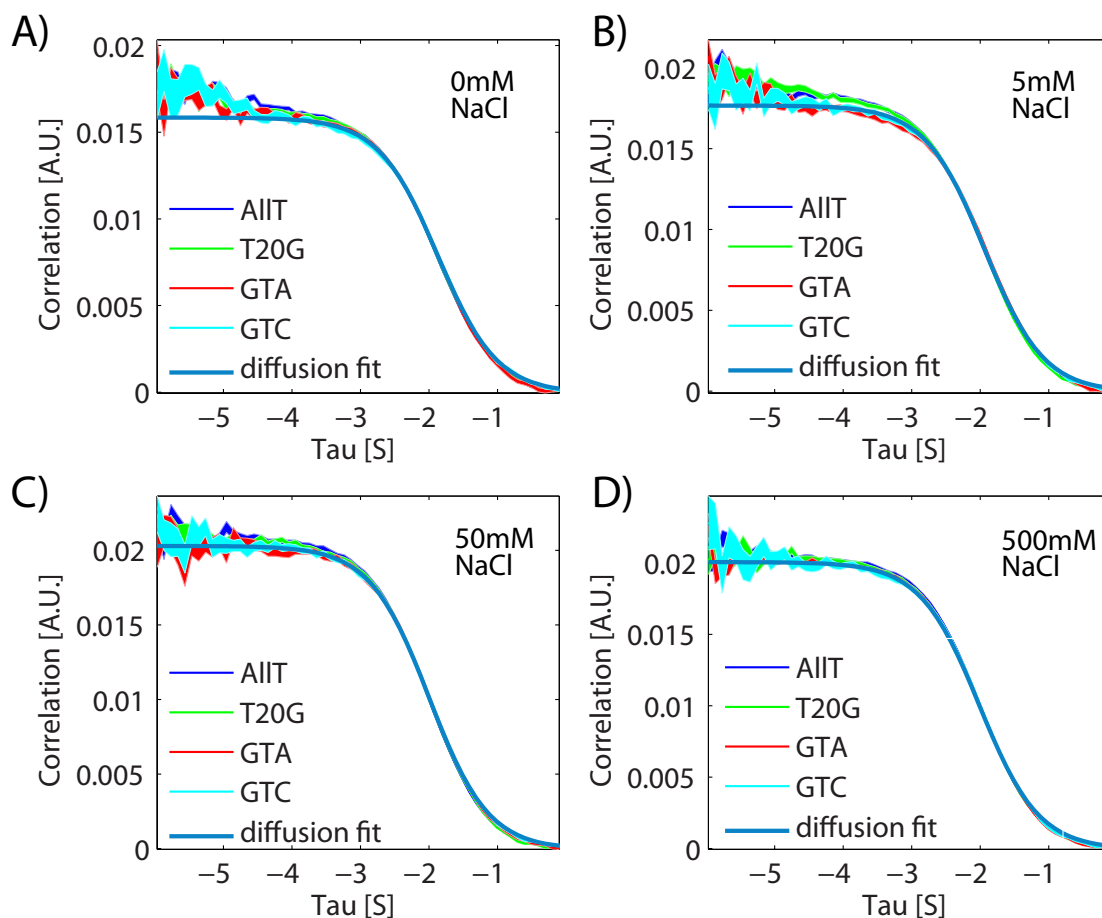 A)
0.02
0.015
0.01
0.005
0
Correlation [A.U.]
0mM
NaCl
AllT
T20G
GTA
GTC
diffusion fit
−5 −4 −3 −2 −1
Tau [S]
B)
0.02
0.015
0.01
0.005
0
Correlation [A.U.]
5mM
NaCl
AllT
T20G
GTA
GTC
diffusion fit
−5 −4 −3 −2 −1
Tau [S]
C)
0.02
0.015
0.01
0.005
0
Correlation [A.U.]
50mM
NaCl
AllT
T20G
GTA
GTC
diffusion fit
−5 −4 −3 −2 −1
Tau [S]
D)
0.02
0.015
0.01
0.005
0
Correlation [A.U.]
500mM
NaCl
AllT
T20G
GTA
GTC
diffusion fit
−5 −4 −3 −2 −1
Tau [S]